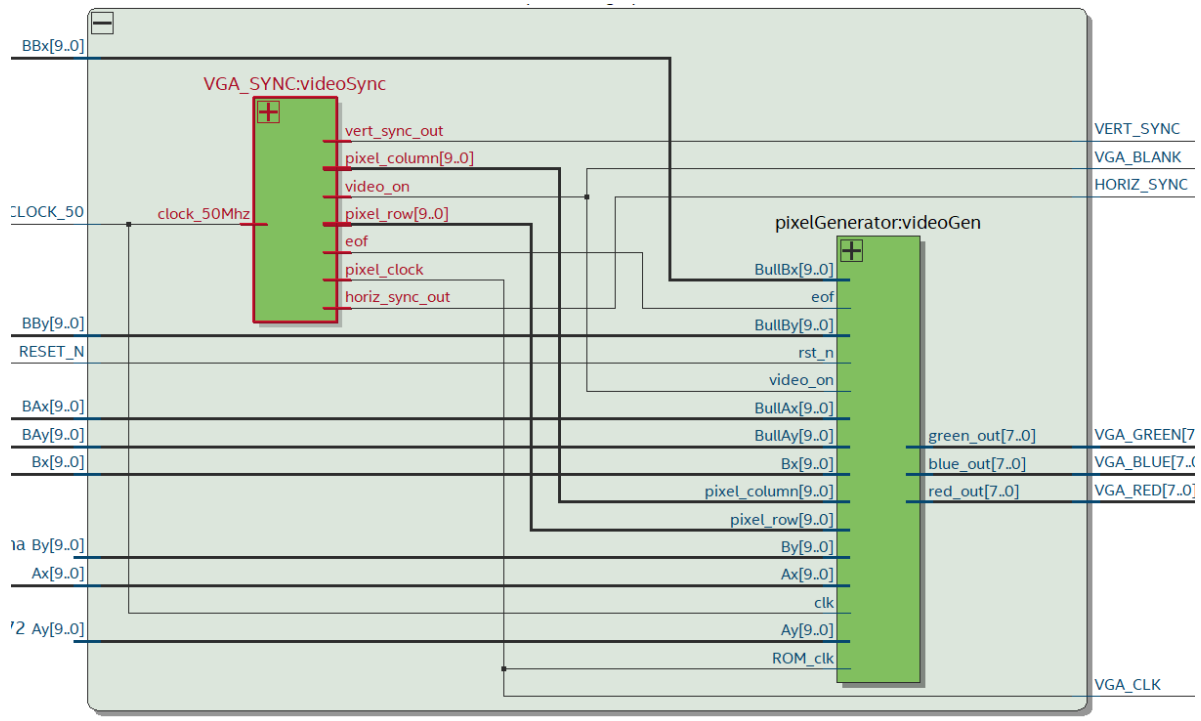 BBx[9..0]
VGA_SYNC:videoSync
vert_sync_out
VERT_SYNC
pixel_column[9..0]
VGA_BLANK
video_on
HORIZ_SYNC
CLOCK_50
clock_50Mhz
pixel_row[9..0]
pixelGenerator:videoGen
eof
pixel_clock
BullBx[9..0]
horiz_sync_out
eof
BBy[9..0]
BullBy[9..0]
RESET_N
rst_n
video_on
BAx[9..0]
BullAx[9..0]
BAy[9..0]
BullAy[9..0]
green_out[7..0]
VGA_GREEN[7
Bx[9..0]
Bx[9..0]
blue_out[7..0]
VGA_BLUE[7..0
pixel_column[9..0]
red_out[7..0]
VGA_RED[7..0]
pixel_row[9..0]
na By[9..0]
By[9..0]
Ax[9..0]
Ax[9..0]
clk
72 Ay[9..0]
Ay[9..0]
ROM_clk
VGA_CLK